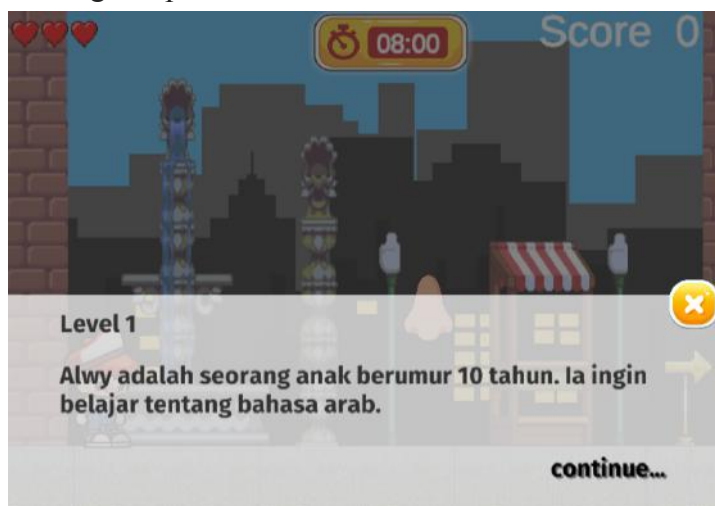 08:00
Score 0
Level 1
Alwy adalah seorang anak berumur 10 tahun. Ia ingin
belajar tentang bahasa arab.
continue...